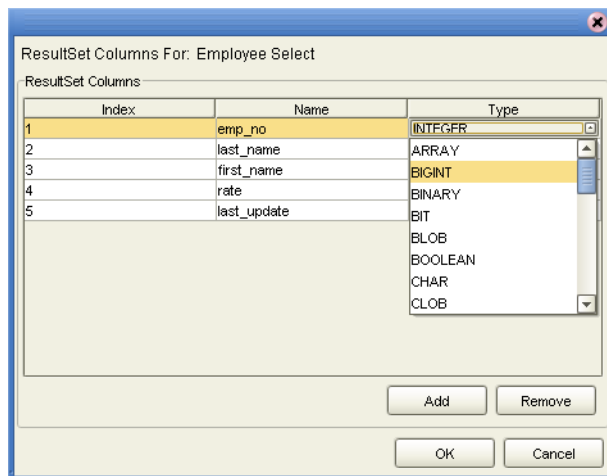 ResultSet Columns For: Employee Select
ResultSet Columns
Index Name Type
1 emp_no INTEGER
2 last_name ARRAY
3 first_name BIGINT
4 rate BINARY
5 last_update BIT
BLOB
BOOLEAN
CHAR
CLOB
Add Remove
OK Cancel